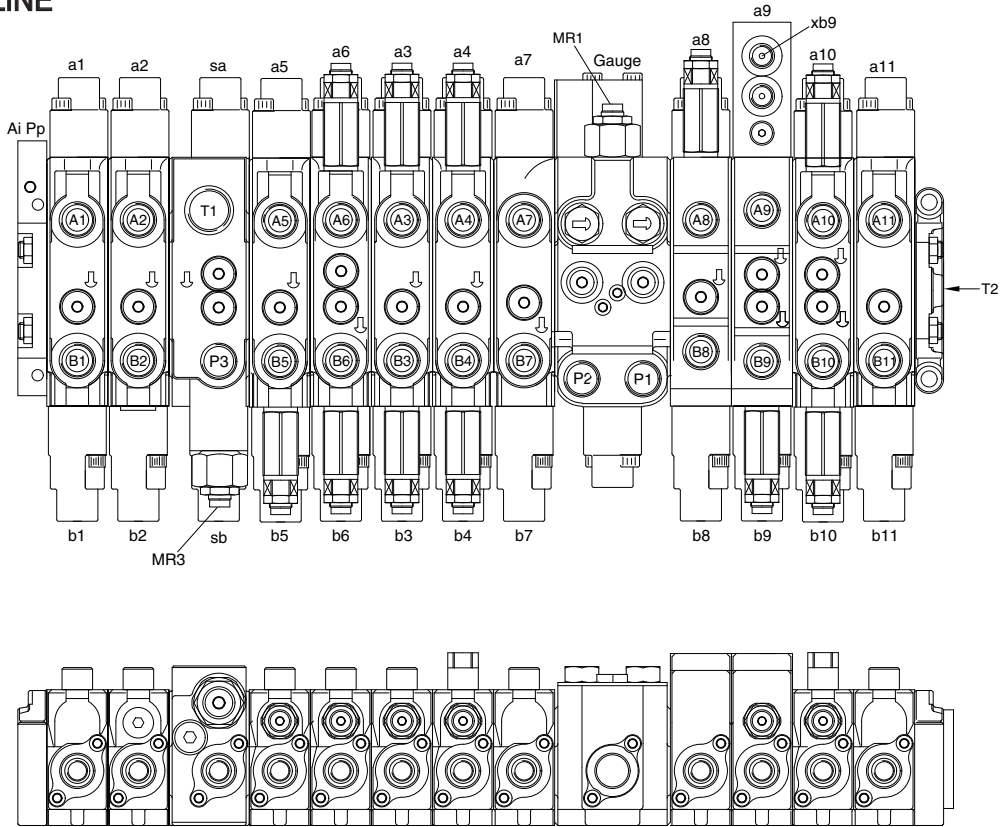 LINE
a9
xb9
MR1
a6 a3 a4 a8
a1 a2 sa a5 a7 Gauge a10 a11
Ai Pp
A1 A2 T1 A5 A6 A3 A4 A7 A8 A9 A10 A11
T2
B1 B2 P3 B5 B6 B3 B4 B7 B8 B9 B10 B11
P2 P1
b1 b2 sb b5 b6 b3 b4 b7 b8 b9 b10 b11
MR3